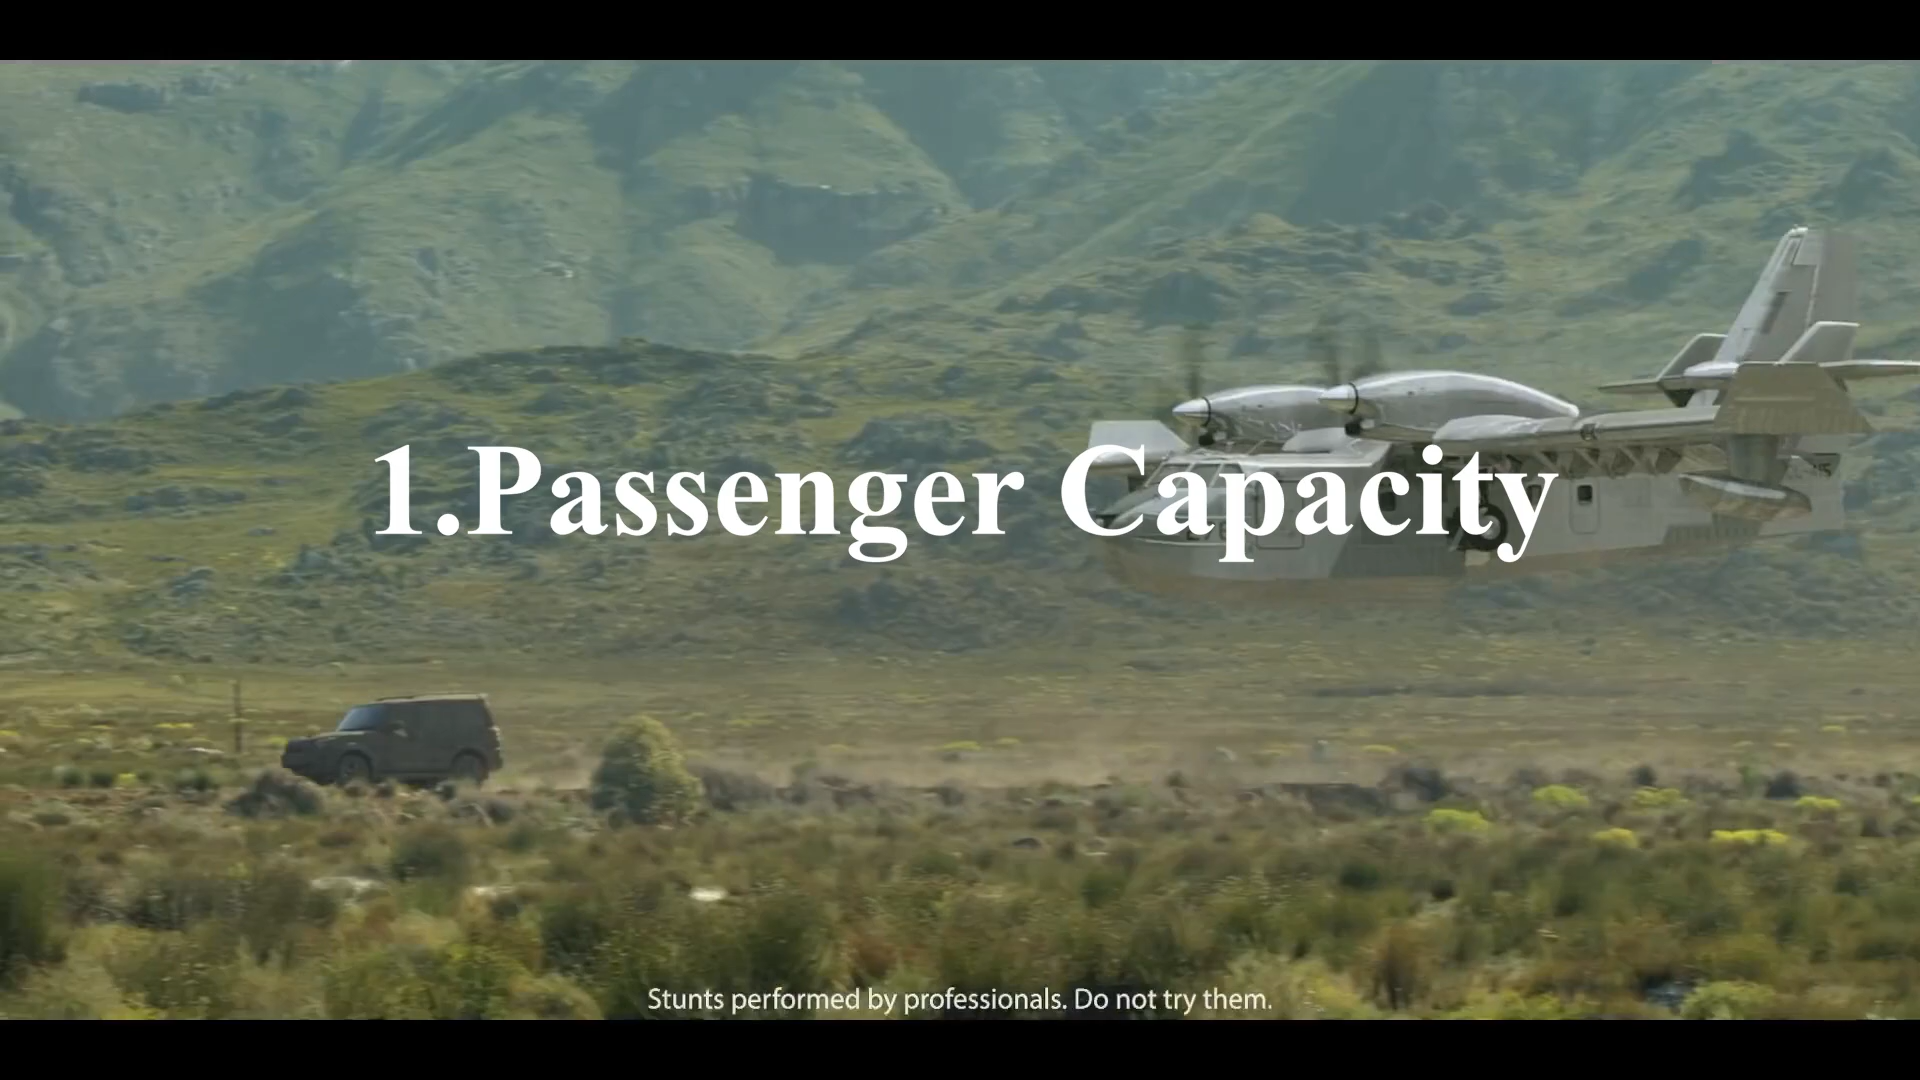 1.Passenger Capacity
Stunts performed by professionals. Do not try them.